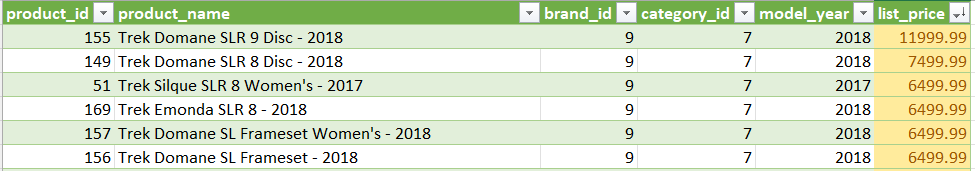 product_id product_name brand_id category_id model_year list_price
155 Trek Domane SLR 9 Disc - 2018 9 7 2018 11999.99
149 Trek Domane SLR 8 Disc - 2018 9 7 2018 7499.99
51 Trek Silque SLR 8 Women's - 2017 9 7 2017 6499.99
169 Trek Emonda SLR 8 - 2018 9 7 2018 6499.99
157 Trek Domane SL Frameset Women's - 2018 9 7 2018 6499.99
156 Trek Domane SL Frameset - 2018 9 7 2018 6499.99